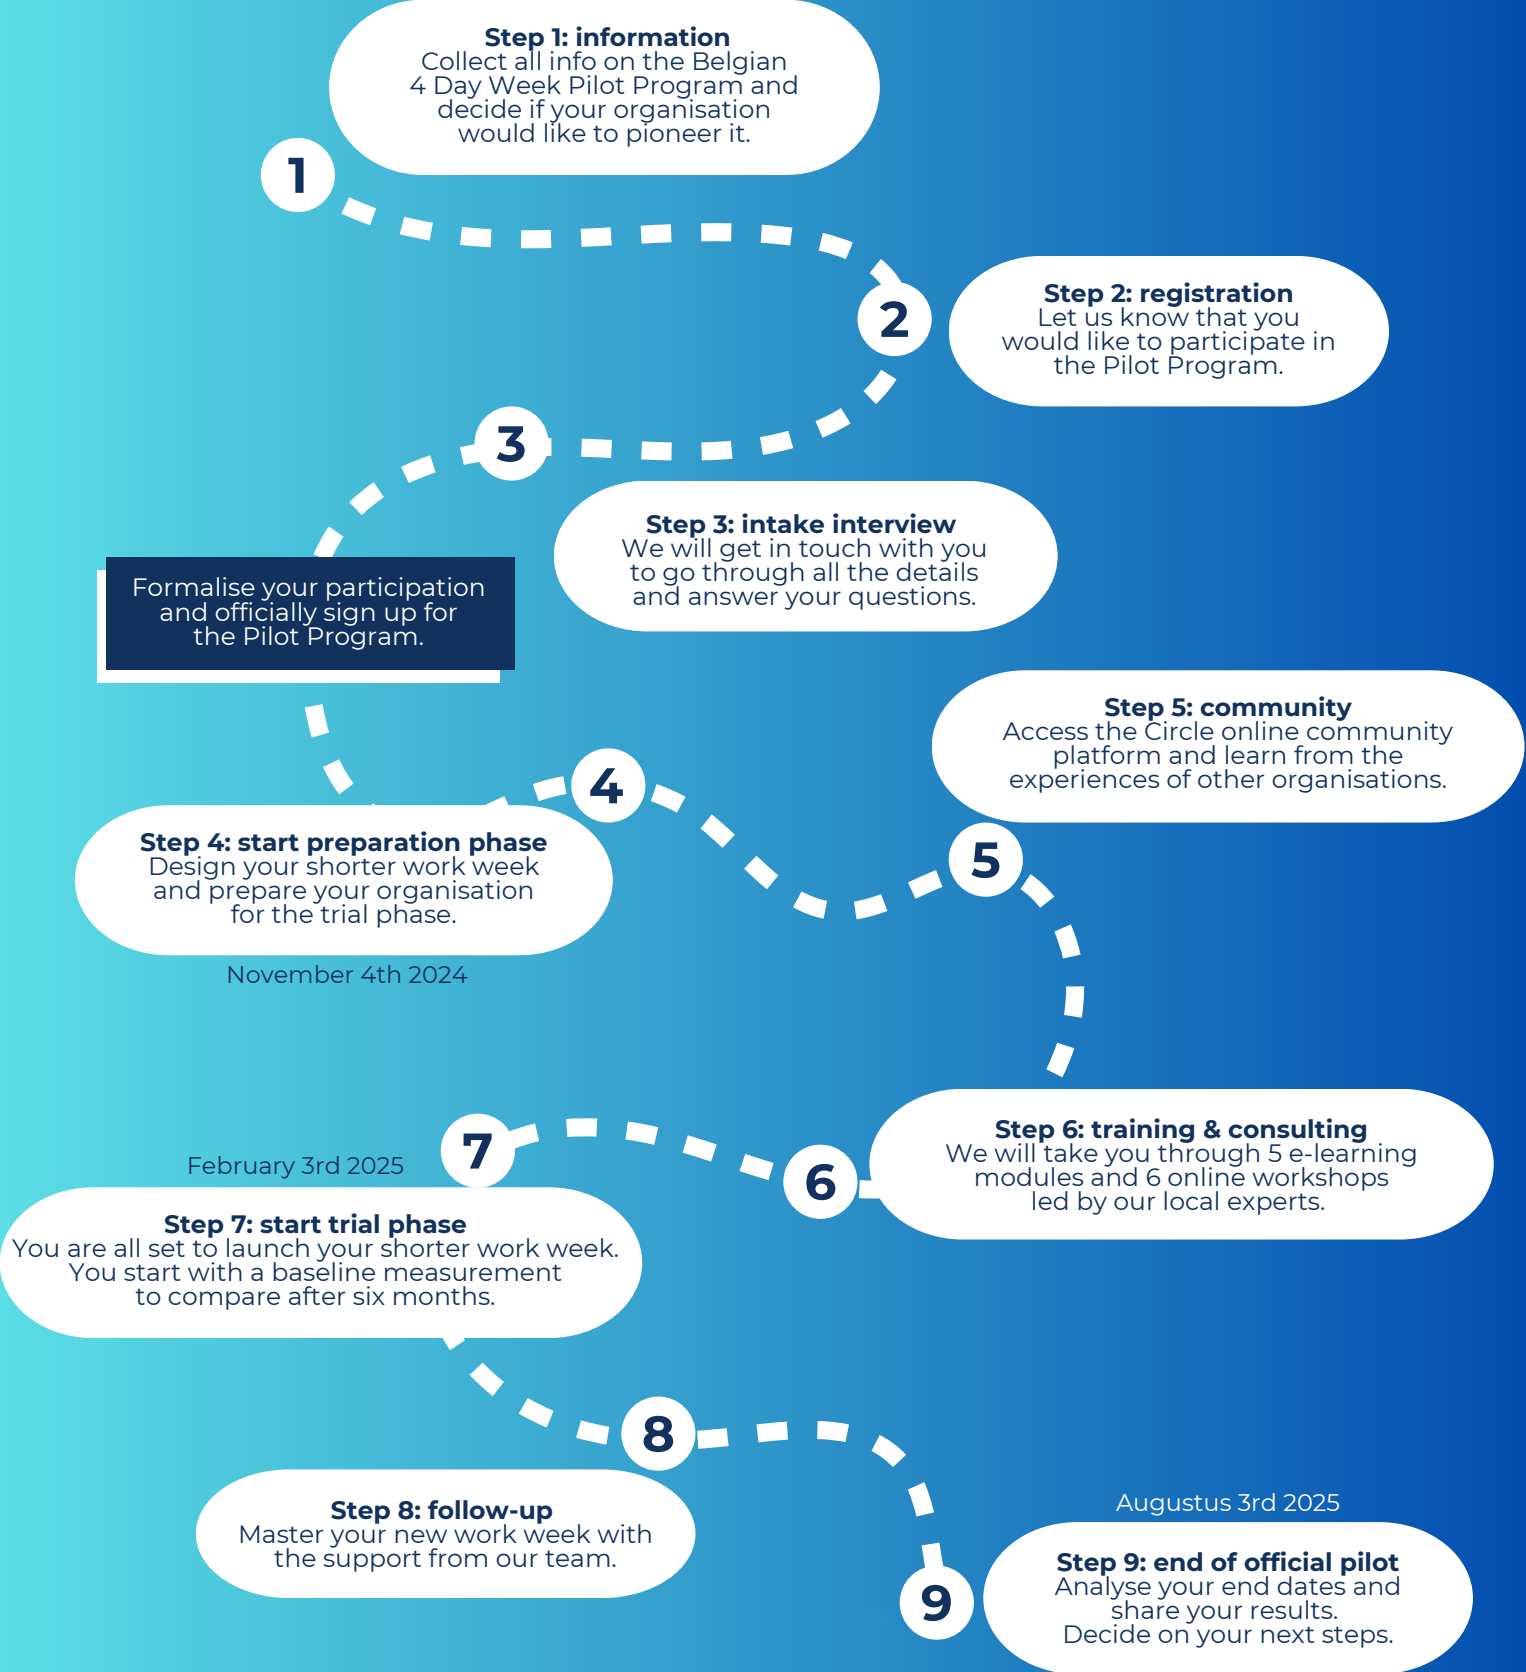 Step 1: information
Collect all info on the Belgian
4 Day Week Pilot Program and
decide if your organisation
would like to pioneer it.
1
2
Step 2: registration
Let us know that you
would like to participate in
the Pilot Program.
3
Step 3: intake interview
We will get in touch with you
to go through all the details
and answer your questions.
Formalise your participation
and officially sign up for
the Pilot Program.
4
Step 4: start preparation phase
Design your shorter work week
and prepare your organisation
for the trial phase.
November 4th 2024
Step 5: community
Access the Circle online community
platform and learn from the
experiences of other organisations.
5
Step 6: training & consulting
We will take you through 5 e-learning
modules and 6 online workshops
led by our local experts.
6
7
February 3rd 2025
Step 7: start trial phase
You are all set to launch your shorter work week.
You start with a baseline measurement
to compare after six months.
8
Step 8: follow-up
Master your new work week with
the support from our team.
Augustus 3rd 2025
9
Step 9: end of official pilot
Analyse your end dates and
share your results.
Decide on your next steps.